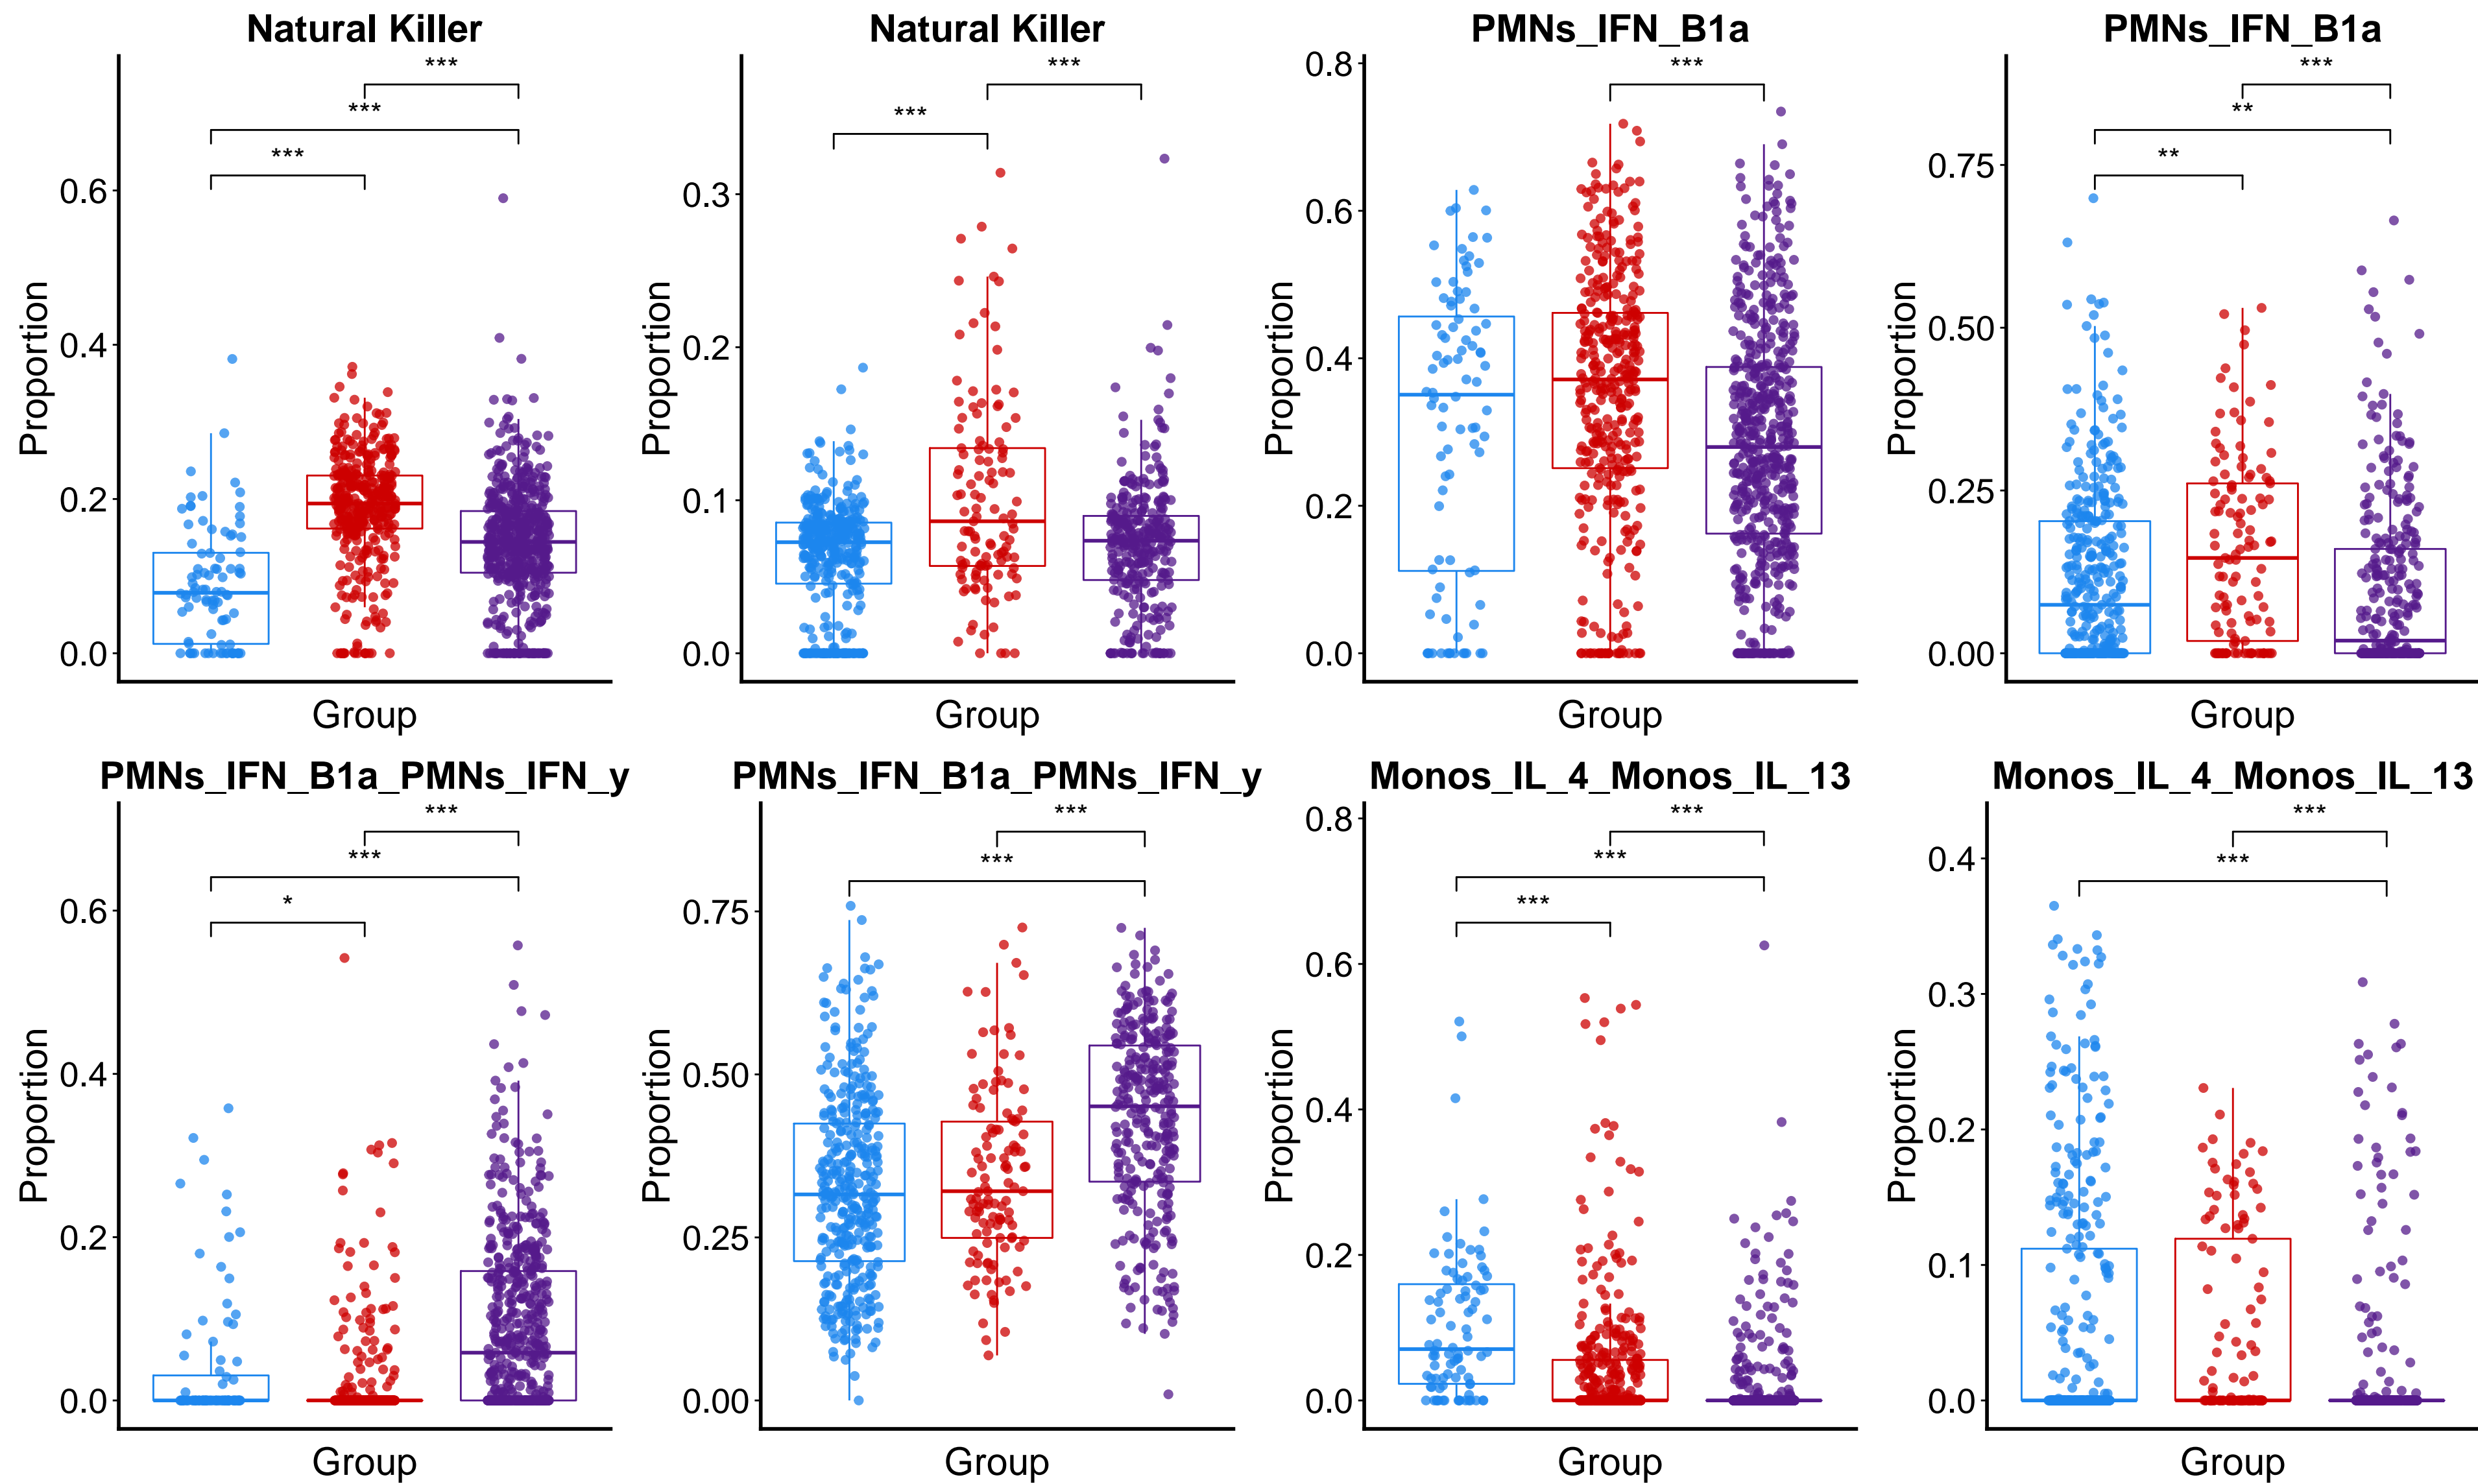 Natural Killer
***
***
***
0.6
0.4
0.2
0.0
Proportion
Group
Natural Killer
***
***
0.3
0.2
0.1
0.0
Proportion
Group
PMNs_IFN_B1a
***
0.8
0.6
0.4
0.2
0.0
Proportion
Group
PMNs_IFN_B1a
***
**
**
0.75
0.50
0.25
0.00
Proportion
Group
PMNs_IFN_B1a_PMNs_IFN_y
***
***
*
0.6
0.4
0.2
0.0
Proportion
Group
PMNs_IFN_B1a_PMNs_IFN_y
***
***
0.75
0.50
0.25
0.00
Proportion
Group
Monos_IL_4_Monos_IL_13
***
***
***
0.8
0.6
0.4
0.2
0.0
Proportion
Group
Monos_IL_4_Monos_IL_13
***
***
0.4
0.3
0.2
0.1
0.0
Proportion
Group